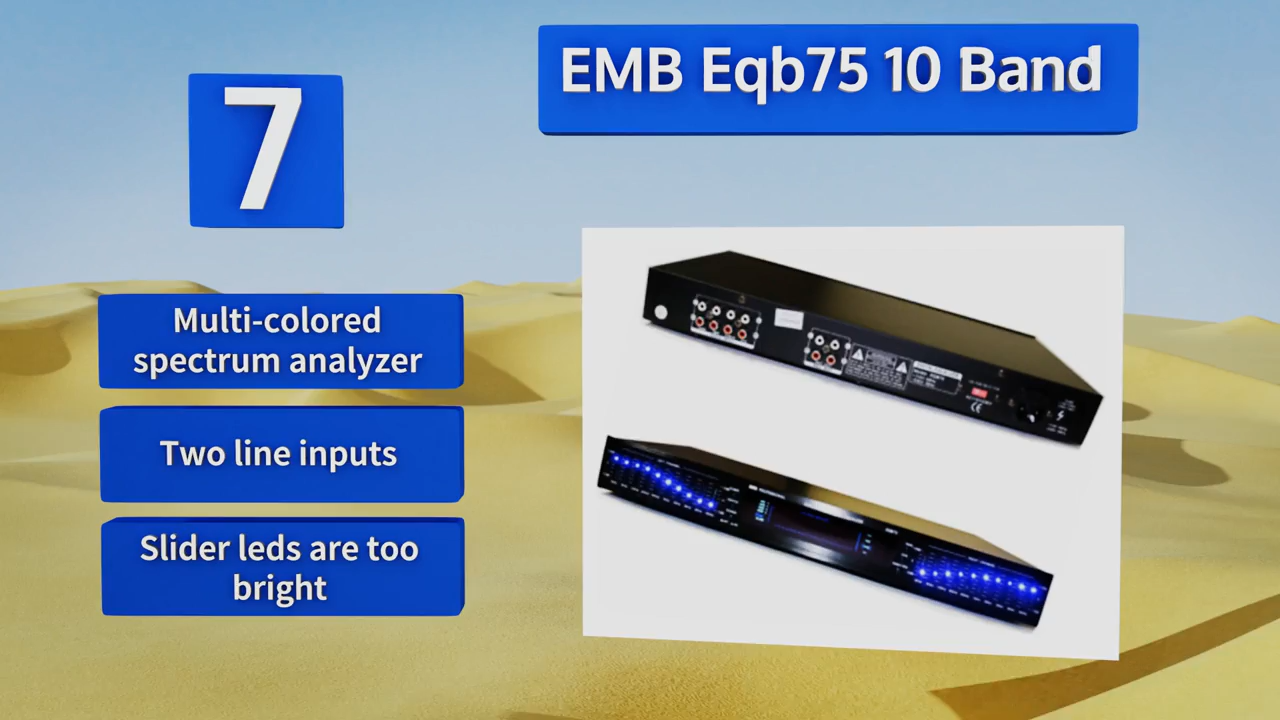 7
EMB Eqb75 10 Band
Multi-colored
spectrum analyzer
Two line inputs
Slider leds are too
bright